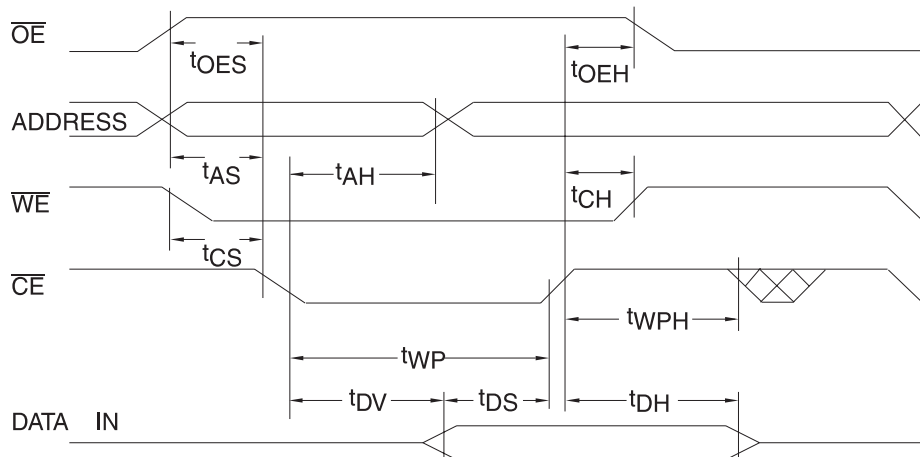 OE
tOES
tOEH
ADDRESS
tAS
tAH
tCH
WE
tCS
CE
tWPH
tWP
tDV
tDS
tDH
DATA IN